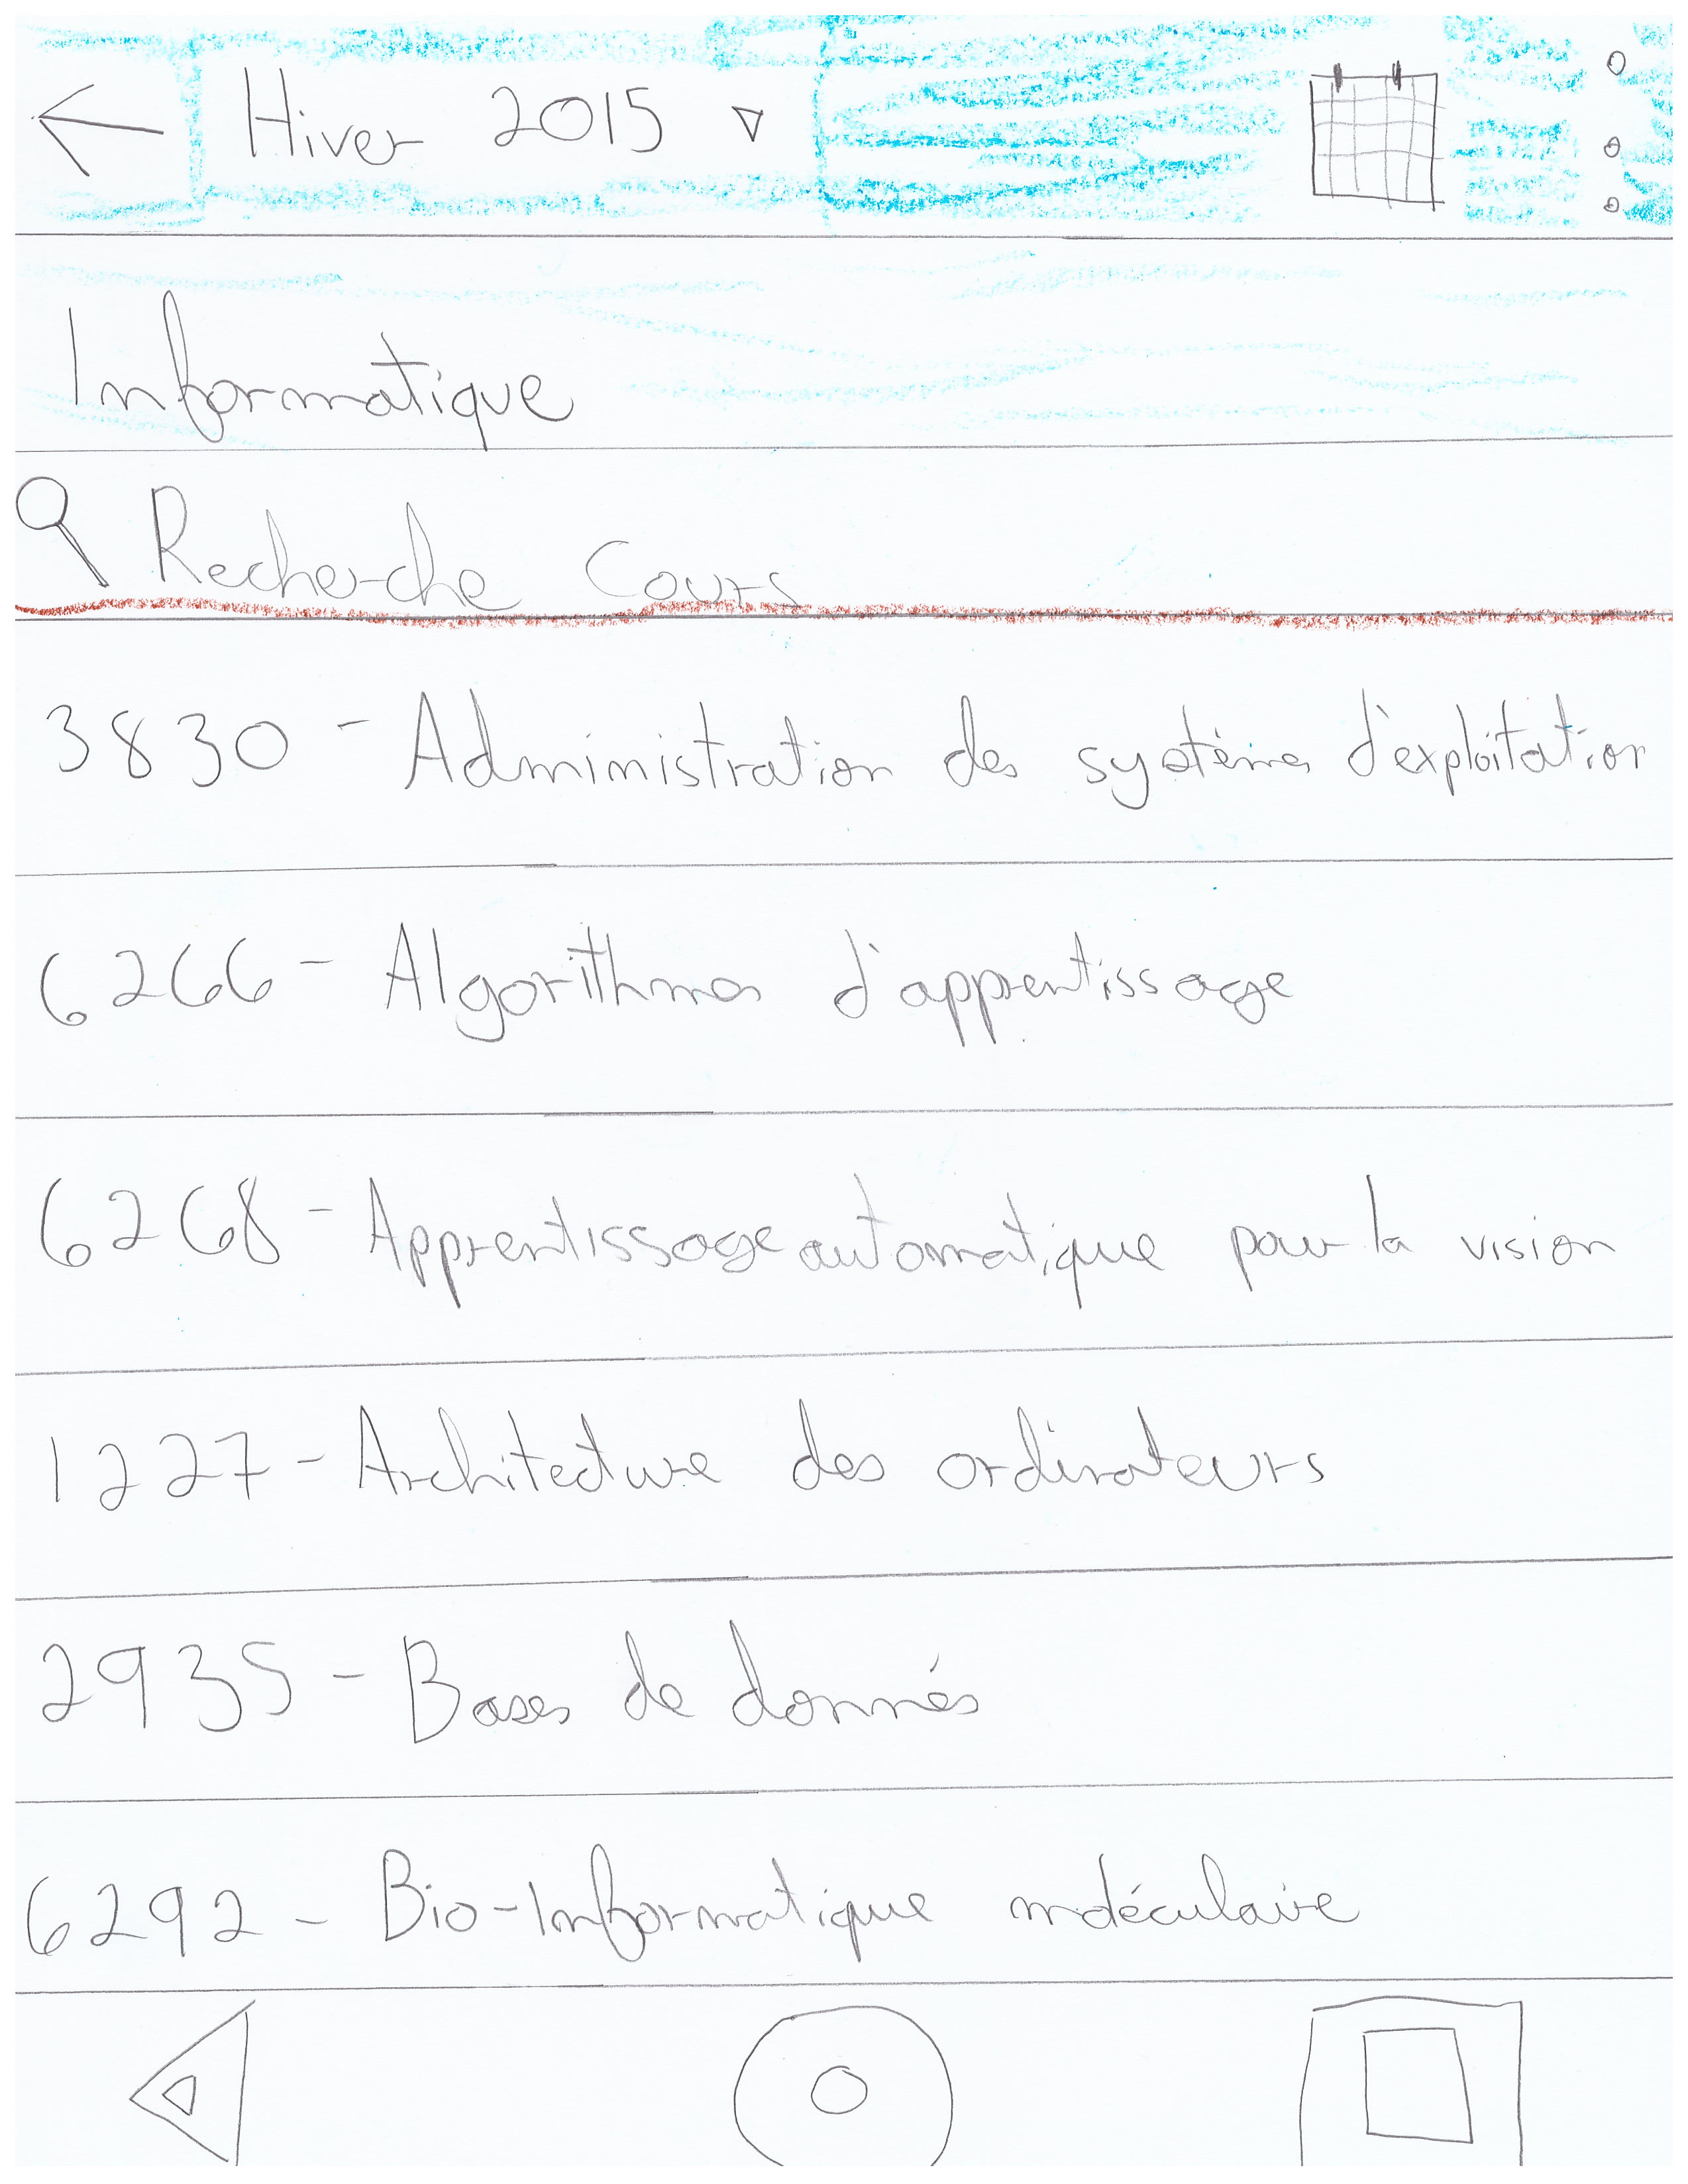 Hiver 2015
Informatique
Recherche Cours
3830 - Administration des systèmes d'exploitation
6266 - Algorithmes d'apprentissage
6268 - Apprentissage automatique pour la vision
1227 - Architecture des ordinateurs
2935 - Bases de donnés
6292 - Bio-Informatique moléculaire